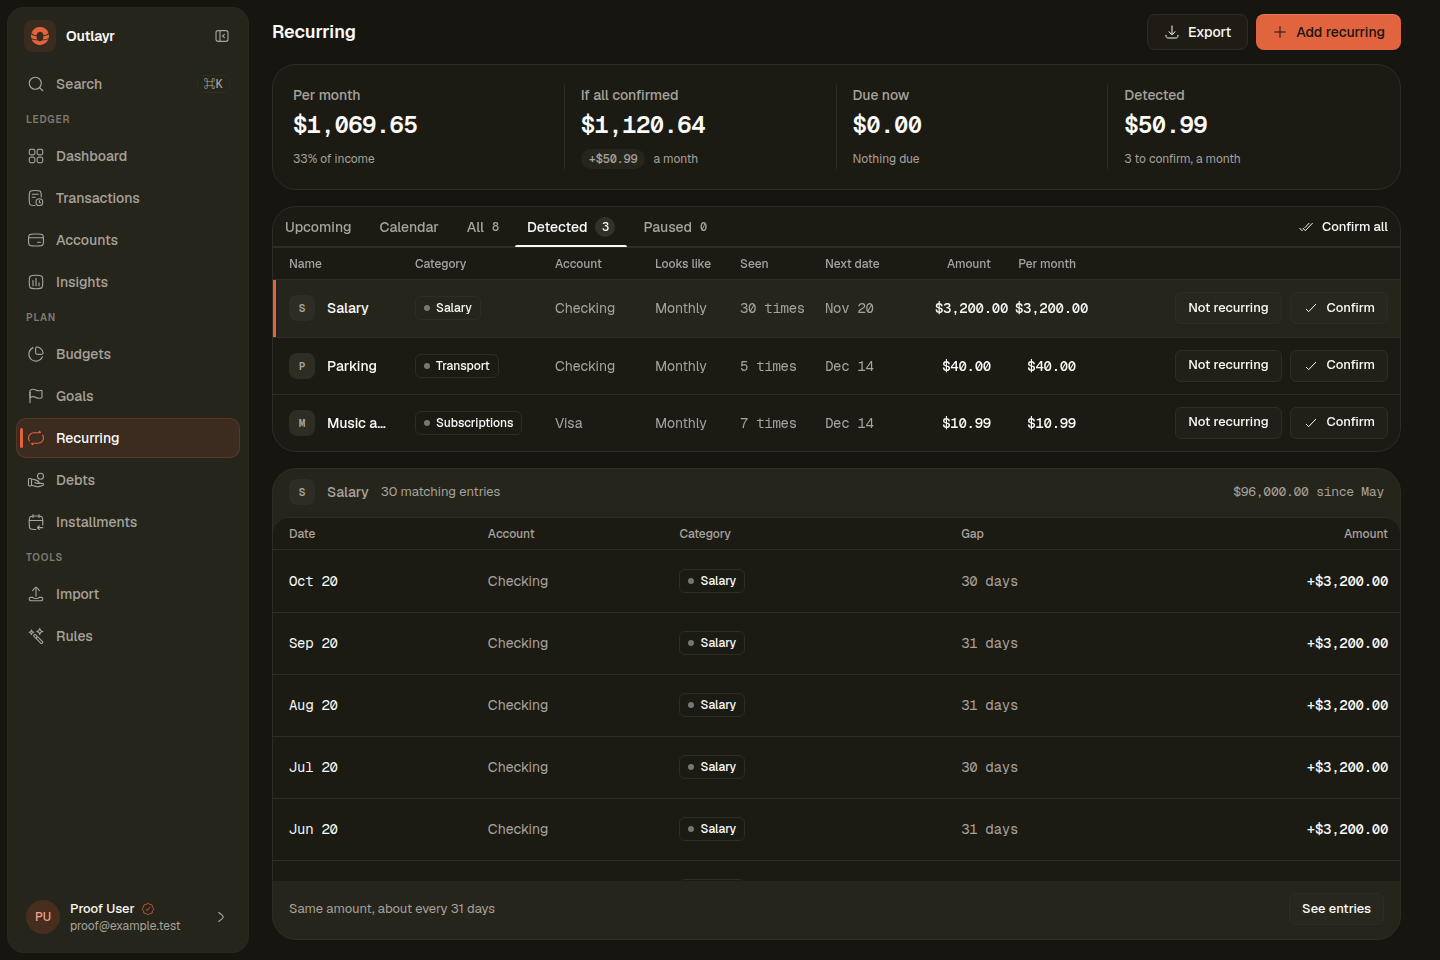 Outlayr
Search ⌘K
LEDGER
Dashboard
Transactions
Accounts
Insights
PLAN
Budgets
Goals
Recurring
Debts
Installments
TOOLS
Import
Rules
PU
Proof User
proof@example.test
Recurring
Export
Add recurring
Per month
$1,069.65
33% of income
If all confirmed
$1,120.64
+$50.99 a month
Due now
$0.00
Nothing due
Detected
$50.99
3 to confirm, a month
Upcoming Calendar All 8 Detected 3 Paused 0 Confirm all
Name Category Account Looks like Seen Next date Amount Per month
S Salary Salary Checking Monthly 30 times Nov 20 $3,200.00 $3,200.00 Not recurring Confirm
P Parking Transport Checking Monthly 5 times Dec 14 $40.00 $40.00 Not recurring Confirm
M Music a... Subscriptions Visa Monthly 7 times Dec 14 $10.99 $10.99 Not recurring Confirm
S Salary 30 matching entries $96,000.00 since May
Date Account Category Gap Amount
Oct 20 Checking Salary 30 days +$3,200.00
Sep 20 Checking Salary 31 days +$3,200.00
Aug 20 Checking Salary 31 days +$3,200.00
Jul 20 Checking Salary 30 days +$3,200.00
Jun 20 Checking Salary 31 days +$3,200.00
Same amount, about every 31 days See entries